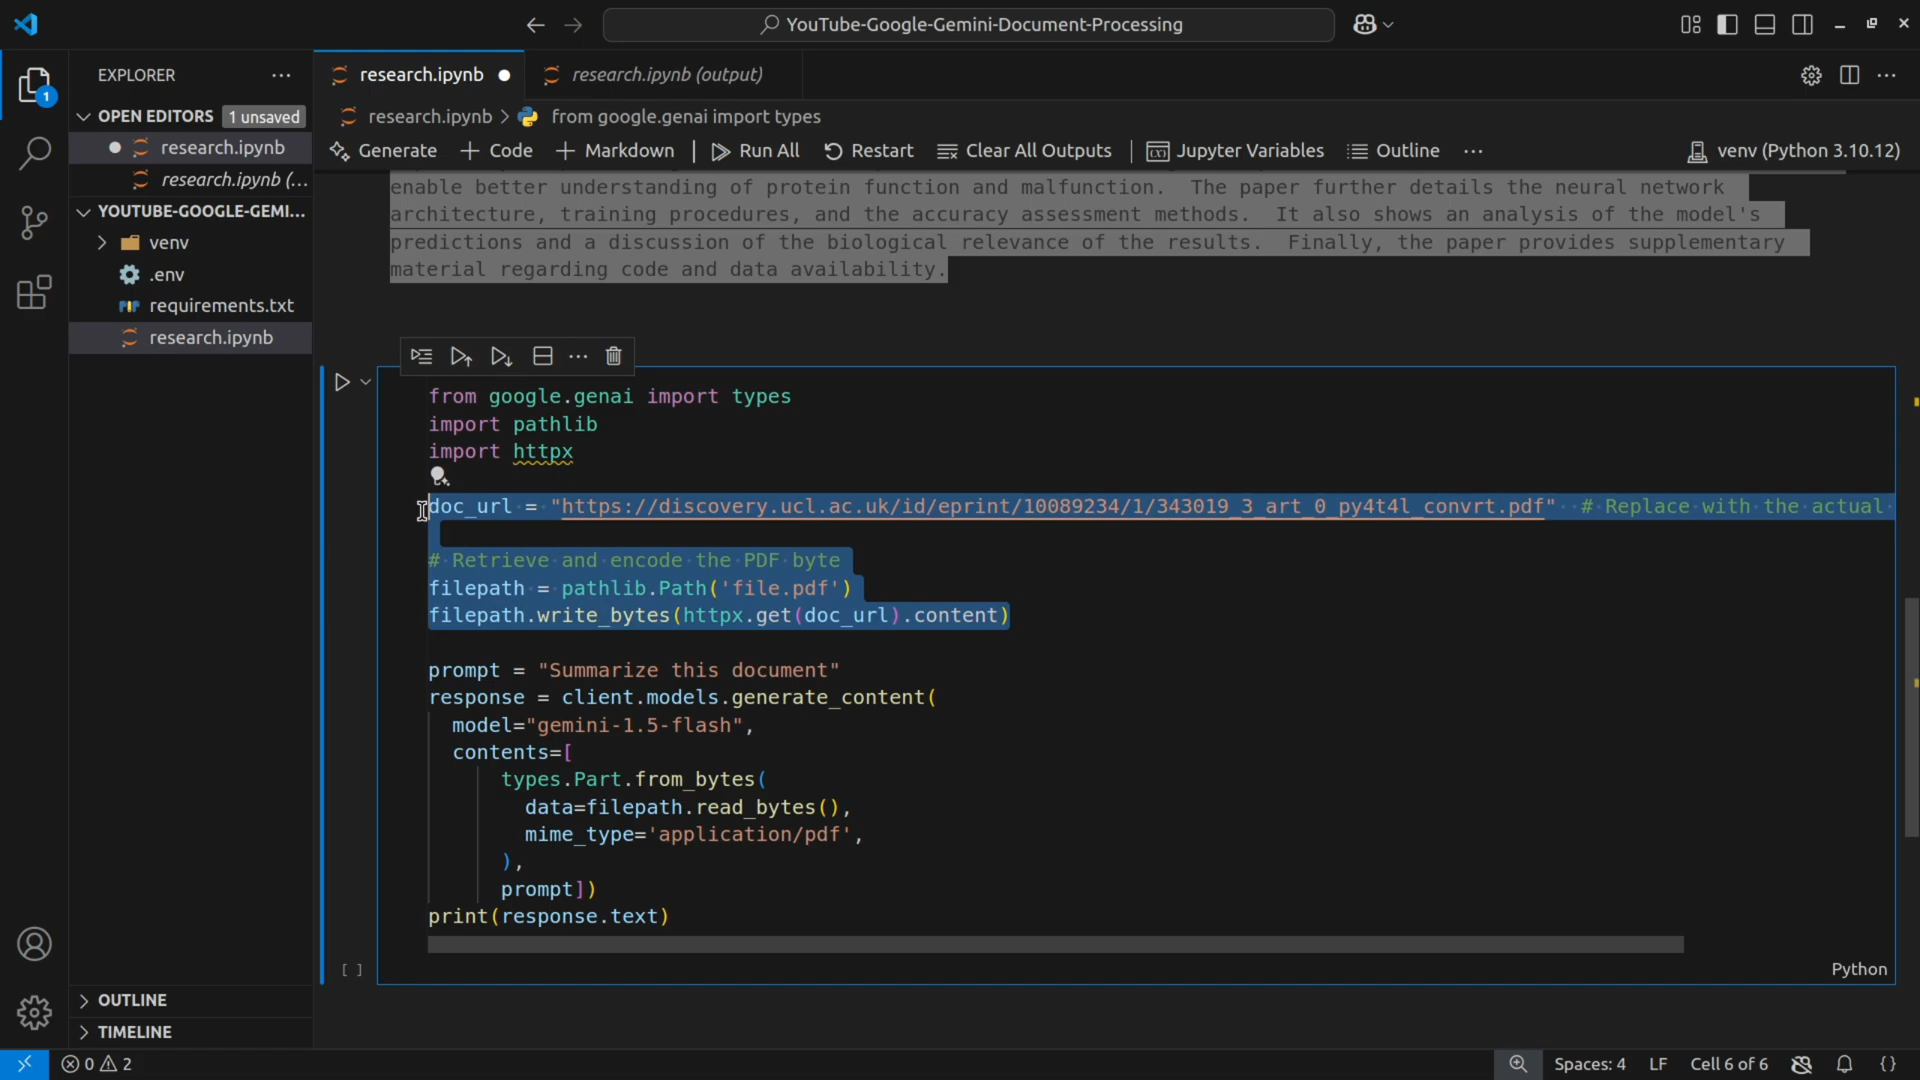 YouTube-Google-Gemini-Document-Processing
EXPLORER
OPEN EDITORS 1 unsaved
research.ipynb
research.ipynb (...
YOUTUBE-GOOGLE-GEMI...
venv
.env
requirements.txt
research.ipynb
OUTLINE
TIMELINE
research.ipynb
research.ipynb (output)
research.ipynb > from google.genai import types
Generate + Code + Markdown | Run All Restart Clear All Outputs | Jupyter Variables Outline ... venv (Python 3.10.12)
enable better understanding of protein function and malfunction.  The paper further details the neural network
architecture, training procedures, and the accuracy assessment methods.  It also shows an analysis of the model's
predictions and a discussion of the biological relevance of the results.  Finally, the paper provides supplementary
material regarding code and data availability.
from google.genai import types
import pathlib
import httpx
doc_url = "https://discovery.ucl.ac.uk/id/eprint/10089234/1/343019_3_art_0_py4t4l_convrt.pdf"  # Replace with the actual
# Retrieve and encode the PDF byte
filepath = pathlib.Path('file.pdf')
filepath.write_bytes(httpx.get(doc_url).content)
prompt = "Summarize this document"
response = client.models.generate_content(
model="gemini-1.5-flash",
contents=[
types.Part.from_bytes(
data=filepath.read_bytes(),
mime_type='application/pdf',
),
prompt])
print(response.text)
[ ]
Python
1
0 2
Spaces: 4 LF Cell 6 of 6 {}